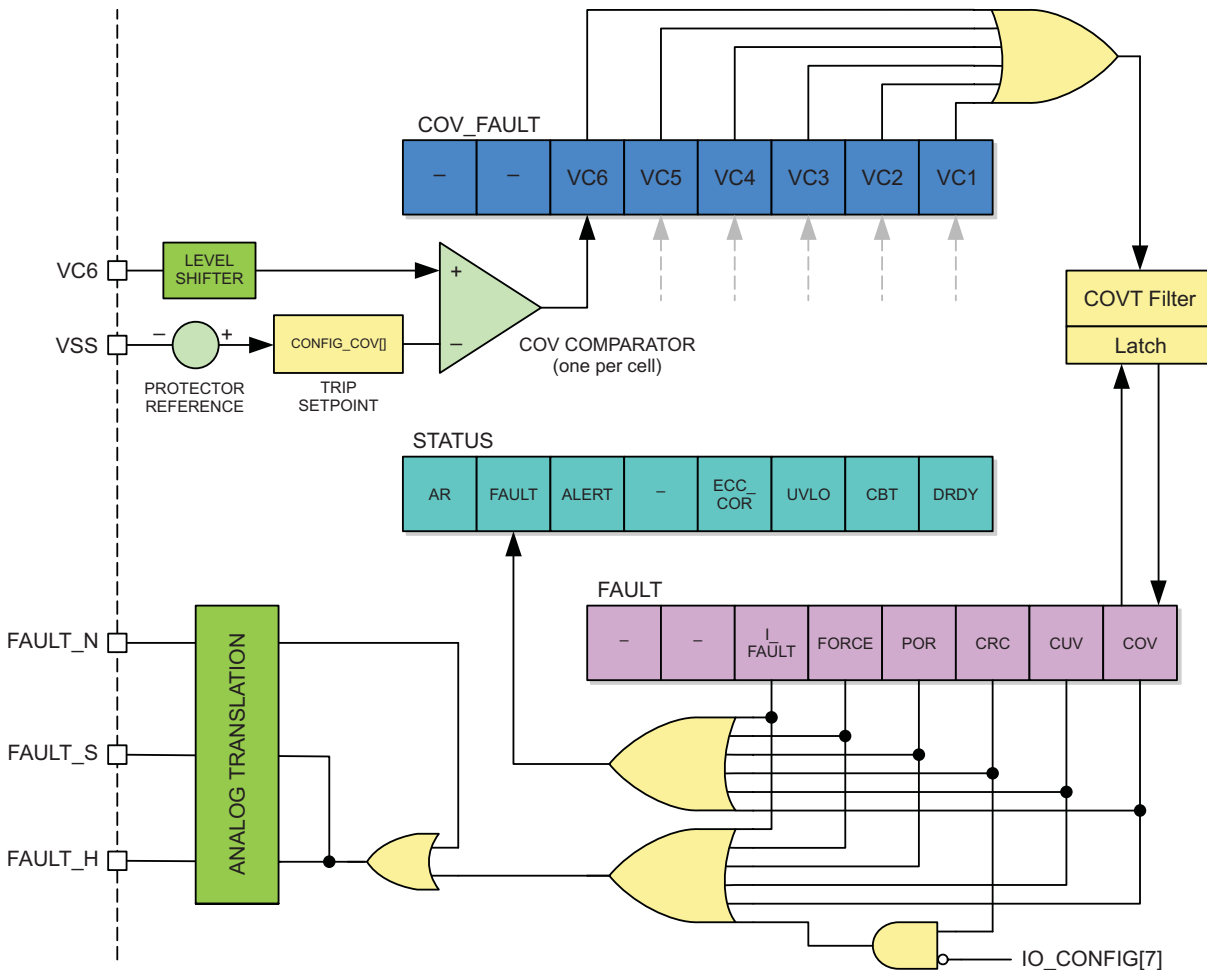 COV_FAULT
– – VC6 VC5 VC4 VC3 VC2 VC1
VC6
LEVEL
SHIFTER
+
COVT Filter
Latch
VSS
– +
CONFIG_COV[]
–
COV COMPARATOR
(one per cell)
PROTECTOR
REFERENCE
TRIP
SETPOINT
STATUS
AR FAULT ALERT – ECC_
COR UVLO CBT DRDY
FAULT
– – I_
FAULT FORCE POR CRC CUV COV
FAULT_N
FAULT_S
FAULT_H
ANALOG TRANSLATION
IO_CONFIG[7]